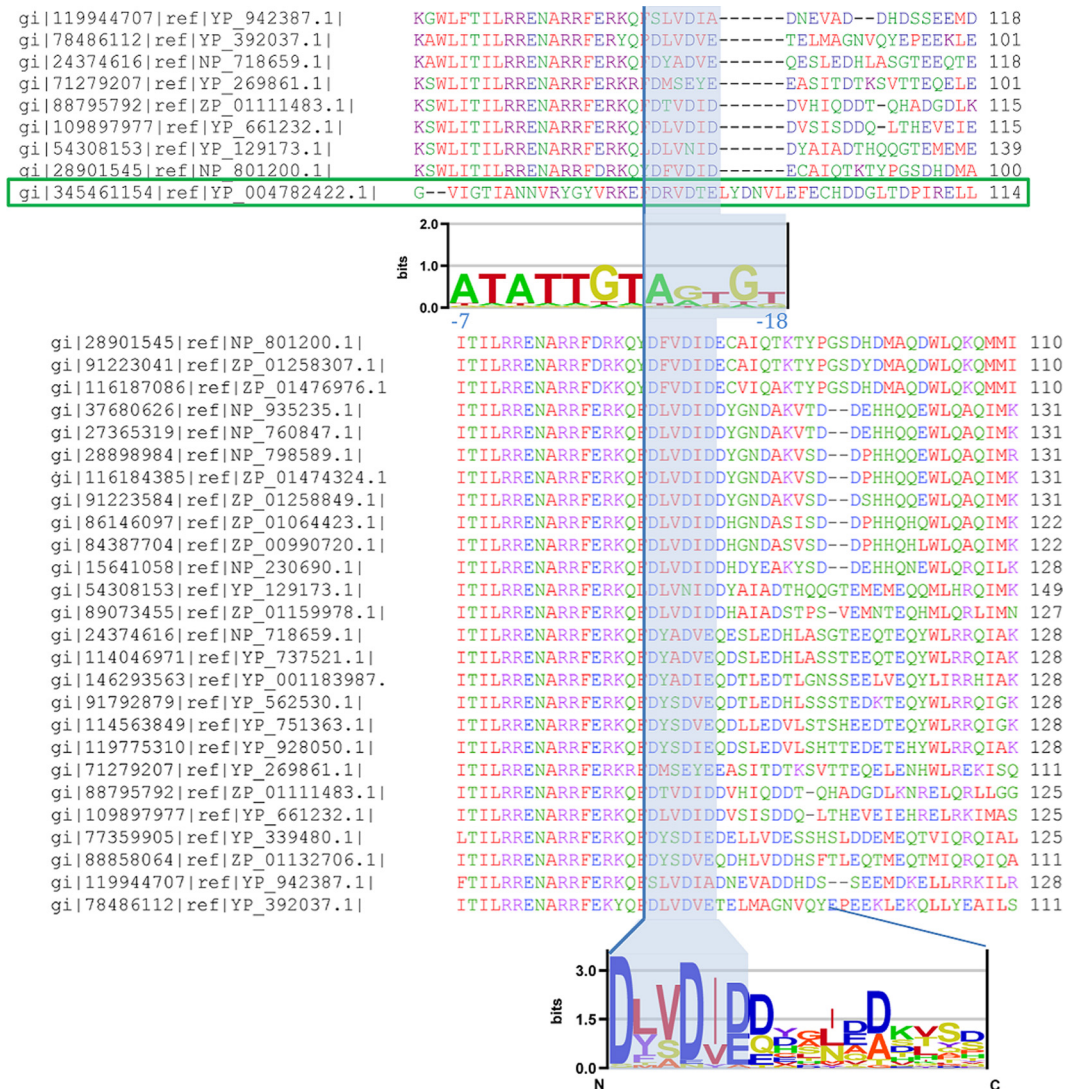 gi|119944707|ref|YP_942387.1| KGWLFTILRRENARRFERKQFSLVDIA------DNEVAD--DHDSSEEMD 118
gi|78486112|ref|YP_392037.1| KAWLITILRRENARRFERYQPDLVDVE------TELMAGNVQYEPEEKLE 101
gi|24374616|ref|NP_718659.1| KAWLITILRRENARRFERKQFDYADVE------QESLEDHLASGTEEQTE 118
gi|71279207|ref|YP_269861.1| KSWLITILRRENARRFERKRFDMSEYE------EASITDTKSVTTEQELE 101
gi|88795792|ref|ZP_01111483.1| KSWLITILRRENARRFERKQFDTVDID------DVHIQDDT-QHADGDLK 115
gi|109897977|ref|YP_661232.1| KSWLITILRRENARRFERKQFDLVDID------DVSISDDQ-LTHEVEIE 115
gi|54308153|ref|YP_129173.1| KSWLITILRRENARRFERKQLDLVNID------DYAIADTHQQGTEMEME 139
gi|28901545|ref|NP_801200.1| KSWLITILRRENARRFDRKQYDFVDID------ECAIQTKTYPGSDHDMA 100
gi|345461154|ref|YP_004782422.1| G--VIGTIANNVRYGYVRKEFDRVDTELYDNVLEFECHDDGLTDPIRELL 114
2.0
1.0
0.0
bits
ATATTGTAGTGT
-7 -18
gi|28901545|ref|NP_801200.1| ITILRRENARRFDRKQYDFVDIDECAIQTKTYPGSDHDMAQDWLQKQMMI 110
gi|91223041|ref|ZP_01258307.1| ITILRRENARRFDRKQYDFVDIDECAIQTKTYPGSDYDMAQDWLQKQMMI 110
gi|116187086|ref|ZP_01476976.1 ITILRRENARRFDKKQYDFVDIDECVIQAKTYPGSDHDMAQDWLQKQMMI 110
gi|37680626|ref|NP_935235.1| ITILRRENARRFERKQFDLVDIDDYGNDAKVTD--DEHHQQEWLQAQIMK 131
gi|27365319|ref|NP_760847.1| ITILRRENARRFERKQFDLVDIDDYGNDAKVTD--DEHHQQEWLQAQIMK 131
gi|28898984|ref|NP_798589.1| ITILRRENARRFERKQFDLVDIDDYGNDAKVTD--DPHHQQEWLQAQIMR 131
gi|116184385|ref|ZP_01474324.1 ITILRRENARRFERKQFDLVDIDDYGNDAKVSD--DPHHQQEWLQAQIMK 131
gi|91223584|ref|ZP_01258849.1| ITILRRENARRFERKQFDLVDIDDYGNDAKVSD--DSHHQQEWLQAQIMK 131
gi|86146097|ref|ZP_01064423.1| ITILRRENARRFERKQFDLVDIDDHGNDASISD--DPHHQHQWLQAQIMK 122
gi|84387704|ref|ZP_00990720.1| ITILRRENARRFERKQFDLVDIDDHGNDASVSD--DPHHQHLWLQAQIMK 122
gi|15641058|ref|NP_230690.1| ITILRRENARRFERKQFDLVDIDDHDYEAKYSD--DEHHQNEWLQRQILK 128
gi|54308153|ref|YP_129173.1| ITILRRENARRFERKQLDLVNIDDYAIADTHQQGTEMEMEQQMLHRQIMK 149
gi|89073455|ref|ZP_01159978.1| ITILRRENARRFERKQFDLVDIDDHAIADSTPS-VEMNTEQHMLQRLIMN 127
gi|24374616|ref|NP_718659.1| ITILRRENARRFERKQFDYADVEQESLEDHLASGTEEQTEQYWLRRQIAK 128
gi|114046971|ref|YP_737521.1| ITILRRENARRFERKQFDYADVEQDSLEDHLASSTEEQTEQYWLRRQIAK 128
gi|146293563|ref|YP_001183987. ITILRRENARRFERKQFDYADIEQDTLEDTLGNSSEELVEQYLIRRHIAK 128
gi|91792879|ref|YP_562530.1| ITILRRENARRFERKQFDYSDVEQDTLEDHLSSSTEDKTEQYWLRRQIGK 128
gi|114563849|ref|YP_751363.1| ITILRRENARRFERKQFDYSDVEQDLLEDVLSTSHEEDTEQYWLRRQIGK 128
gi|119775310|ref|YP_928050.1| ITILRRENARRFERKQFDYSDIEQDSLEDVLSHTTEDETEHYWLRRQIAK 128
gi|71279207|ref|YP_269861.1| ITILRRENARRFERKRFDMSEYEEASITDTKSVTTEQELENHWLREKISQ 111
gi|88795792|ref|ZP_01111483.1| ITILRRENARRFERKQFDTVDIDDVHIQDDT-QHADGDLKNRELQRLLGG 125
gi|109897977|ref|YP_661232.1| ITILRRENARRFERKQFDLVDIDDVSISDDQ-LTHEVEIEHRELRKIMAS 125
gi|77359905|ref|YP_339480.1| LTILRRENARRFERKQFDYSDIEDELLVDESSHSLDDEMEQTVIQRQIAL 125
gi|88858064|ref|ZP_01132706.1| ITILRRENARRFERKQFDYSDVEQDHLVDDHSFTLEQTMEQTMIQRQIQA 111
gi|119944707|ref|YP_942387.1| FTILRRENARRFERKQFSLVDIADNEVADDHDS--SEEMDKELLRRKILR 128
gi|78486112|ref|YP_392037.1| ITILRRENARRFEKYQPDLVDVETELMAGNVQYEPEEKLEKQLLYEAILS 111
3.0
1.5
0.0
bits
N C